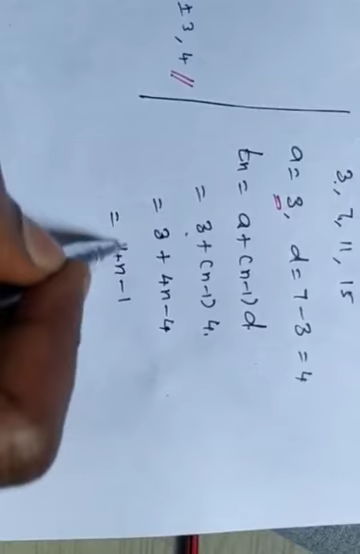 ± 3, 4 //
3, 7, 11, 15
a = 3, d = 7 - 3 = 4
tn = a + (n-1) d
= 3 + (n-1) 4.
= 3 + 4n - 4
= 4n - 1